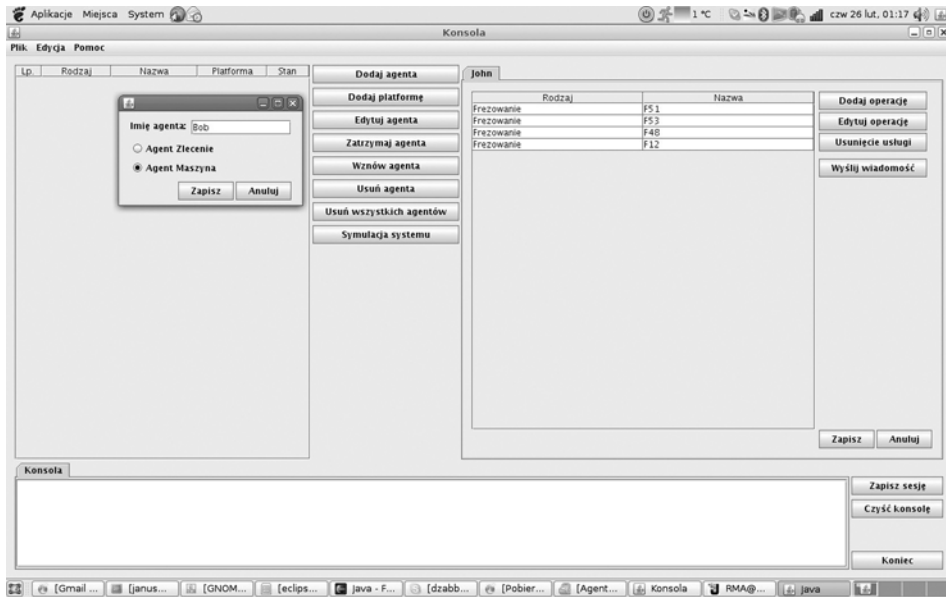 Aplikacje Miejsca System
1 °C
czw 26 lut, 01:17
Konsola
Plik Edycja Pomoc
Lp. Rodzaj Nazwa Platforma Stan
Imię agenta: Bob
Agent Zlecenie
Agent Maszyna
Zapisz Anuluj
Dodaj agenta
Dodaj platformę
Edytuj agenta
Zatrzymaj agenta
Wznów agenta
Usuń agenta
Usuń wszystkich agentów
Symulacja systemu
John
Rodzaj Nazwa
Frezowanie F51
Frezowanie F53
Frezowanie F48
Frezowanie F12
Dodaj operację
Edytuj operację
Usunięcie usługi
Wyślij wiadomość
Zapisz Anuluj
Konsola
Zapisz sesję
Czyść konsolę
Koniec
[Gmail ... [janus... [GNOM... [eclips... Java - F... [dzabb... [Pobier... [Agent... Konsola RMA@... Java